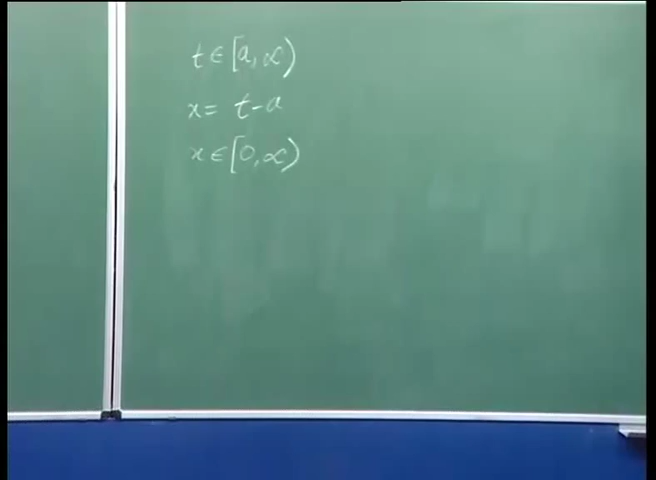 t ∈ [a, ∞)
x = t - a
x ∈ [0, ∞)